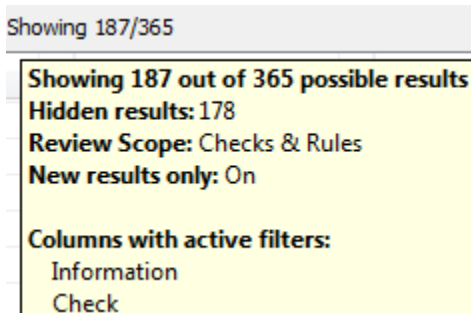 Showing 187/365
Showing 187 out of 365 possible results
Hidden results: 178
Review Scope: Checks & Rules
New results only: On
Columns with active filters:
Information
Check